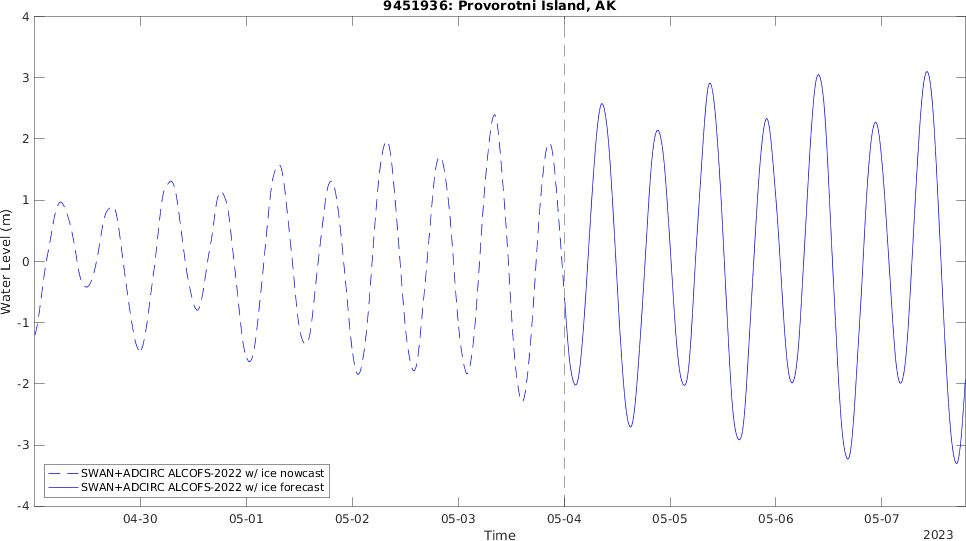 9451936: Provorotni Island, AK
4
3
2
1
0
-1
-2
-3
-4
Water Level (m)
SWAN+ADCIRC ALCOFS-2022 w/ ice nowcast
SWAN+ADCIRC ALCOFS-2022 w/ ice forecast
04-30 05-01 05-02 05-03 05-04 05-05 05-06 05-07
Time
2023